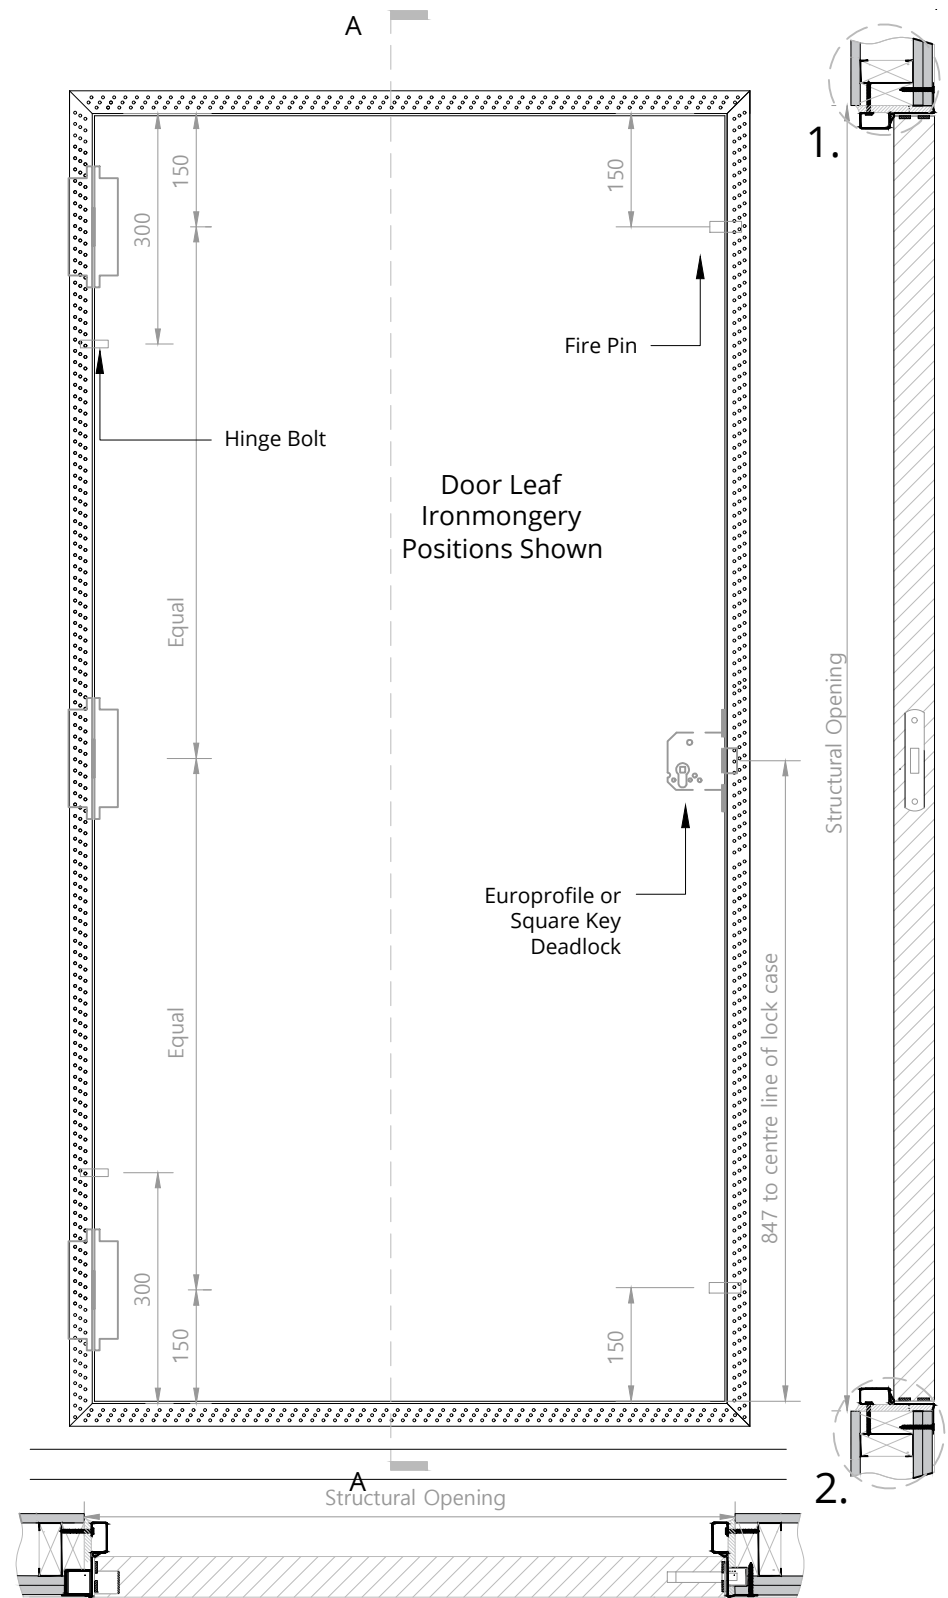 A
1.
150
300
150
Fire Pin
Hinge Bolt
Door Leaf
Ironmongery
Positions Shown
Equal
Structural Opening
Europrofile or
Square Key
Deadlock
847 to centre line of lock case
Equal
300
150
150
A
2.
Structural Opening